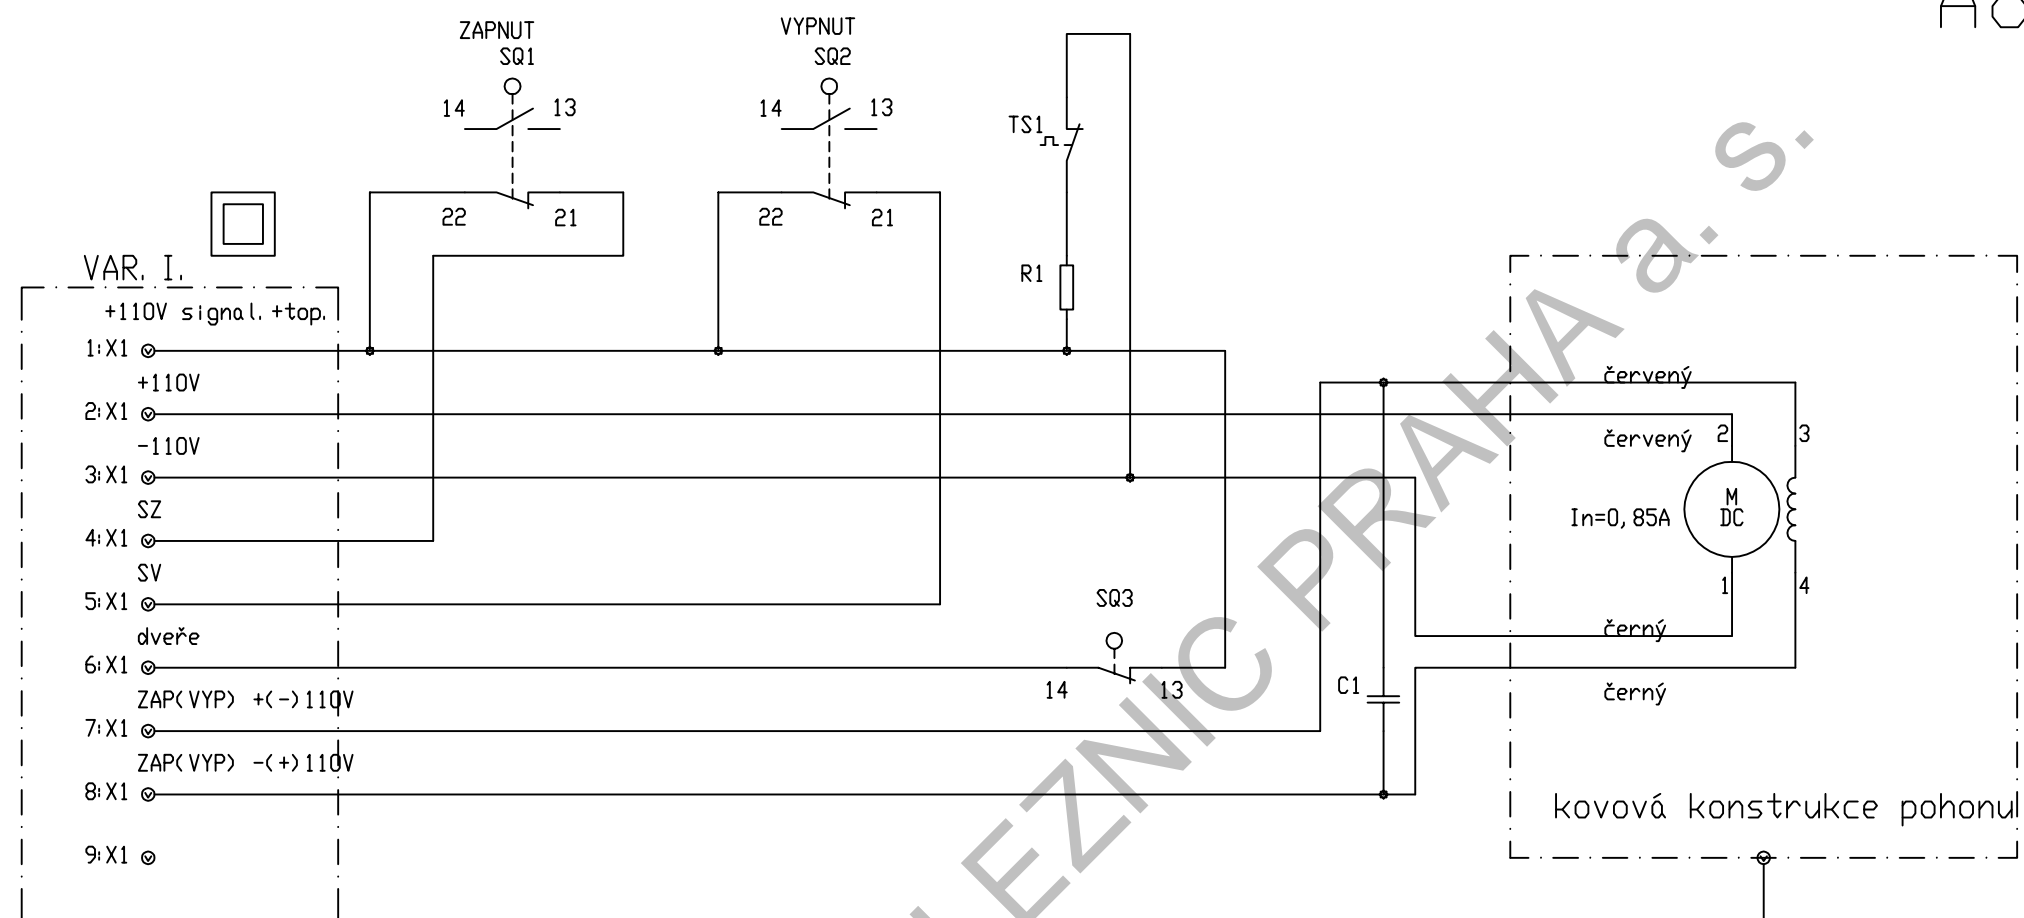 ZAPNUT
SQ1
14 13
22 21
VYPNUT
SQ2
14 13
22 21
TS1
R1
VAR. I.
+110V signal. +top.
1:X1
+110V
2:X1
-110V
3:X1
SZ
4:X1
SV
5:X1
dveře
6:X1
ZAP(VYP) +(-)110V
7:X1
ZAP(VYP) -(+)110V
8:X1
9:X1
SQ3
14 13
C1
červený
červený
2 3
M
DC
In=0,85A
1 4
černý
černý
kovová konstrukce pohonu
EZNIC PRAHA a. s.